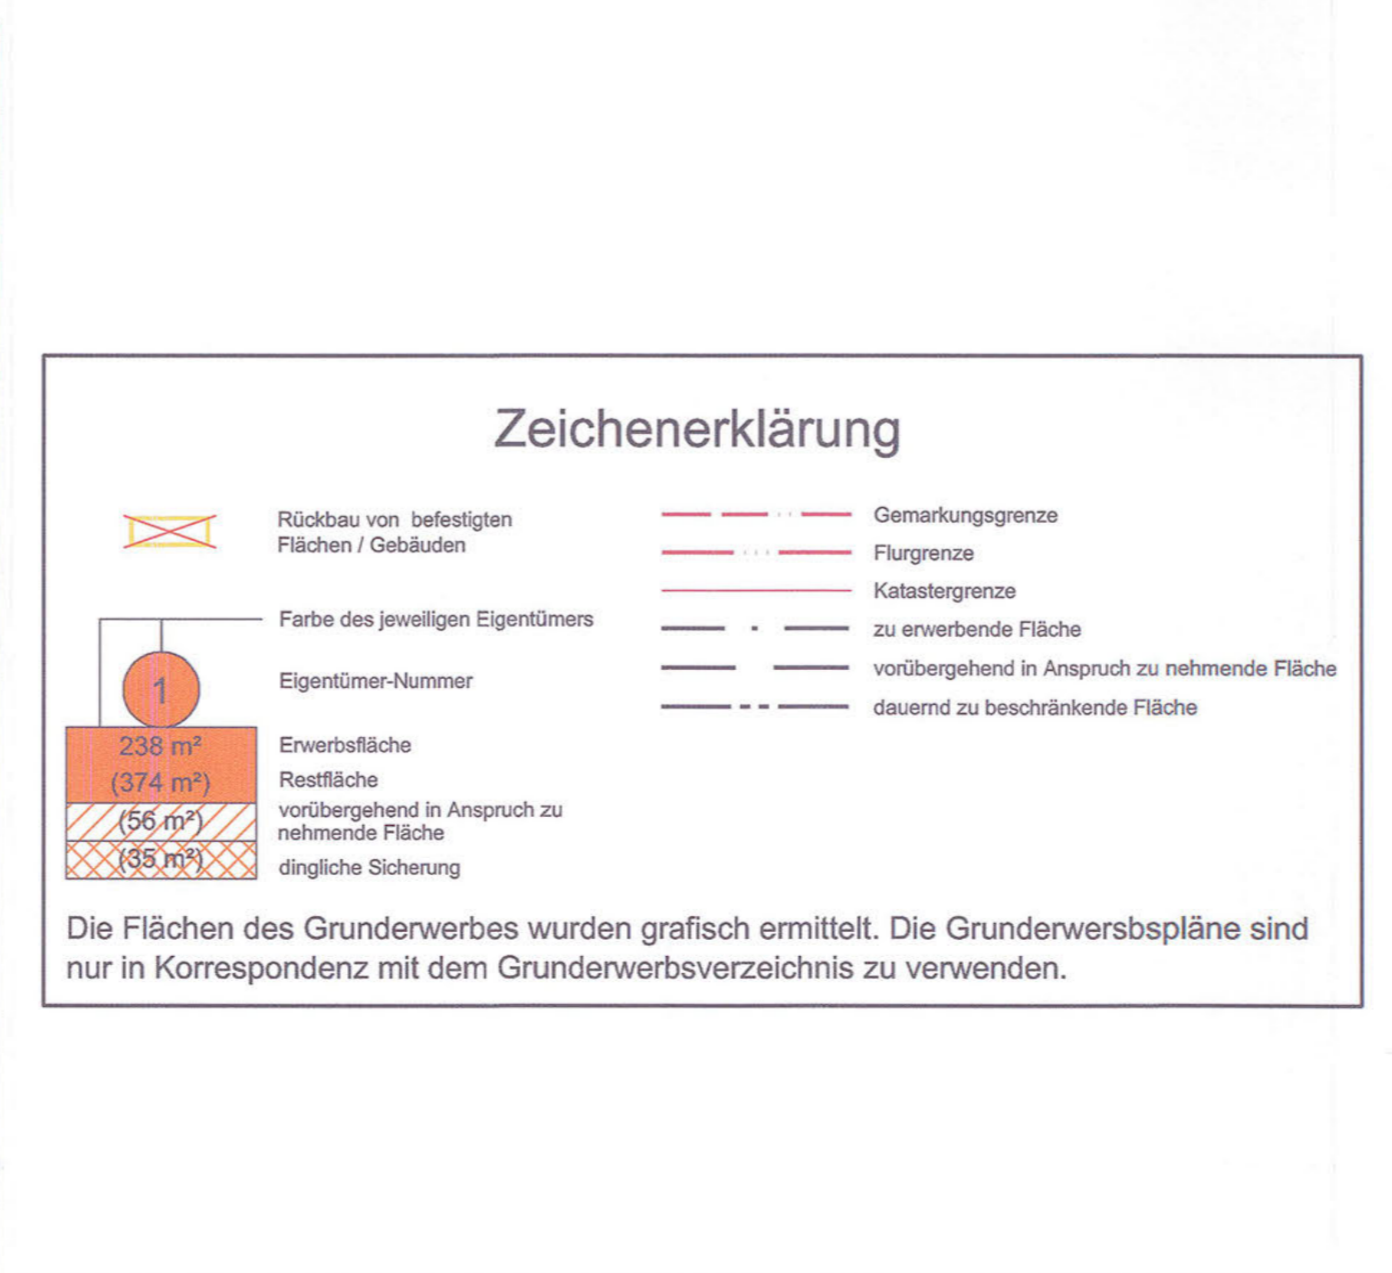 Zeichenerklärung
Rückbau von befestigten
Flächen / Gebäuden
Farbe des jeweiligen Eigentümers
1
Eigentümer-Nummer
238 m²
Erwerbsfläche
(374 m²)
Restfläche
(56 m²)
vorübergehend in Anspruch zu
nehmende Fläche
(35 m²)
dingliche Sicherung
Gemarkungsgrenze
Flurgrenze
Katastergrenze
zu erwerbende Fläche
vorübergehend in Anspruch zu nehmende Fläche
dauernd zu beschränkende Fläche
Die Flächen des Grunderwerbes wurden grafisch ermittelt. Die Grunderwersbspläne sind
nur in Korrespondenz mit dem Grunderwerbsverzeichnis zu verwenden.